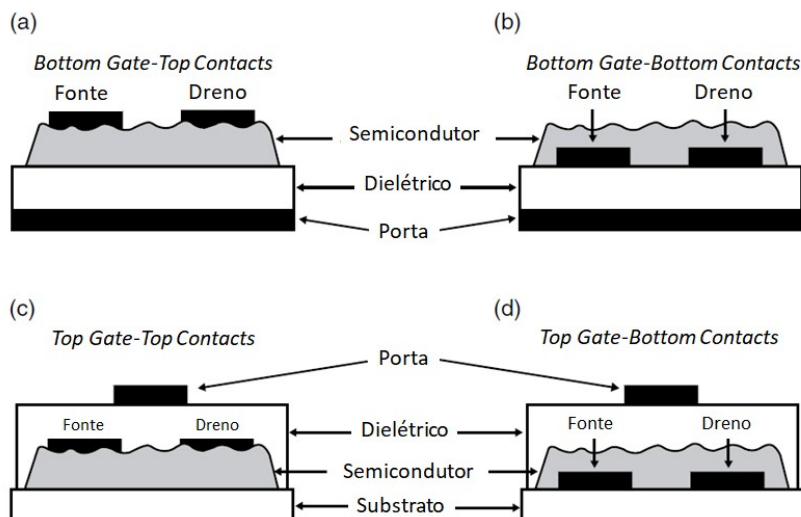 (a)
Bottom Gate-Top Contacts
Fonte
Dreno
(b)
Bottom Gate-Bottom Contacts
Fonte
Dreno
Semicondutor
Dielétrico
Porta
(c)
Top Gate-Top Contacts
Fonte
Dreno
(d)
Top Gate-Bottom Contacts
Fonte
Dreno
Porta
Dielétrico
Semicondutor
Substrato